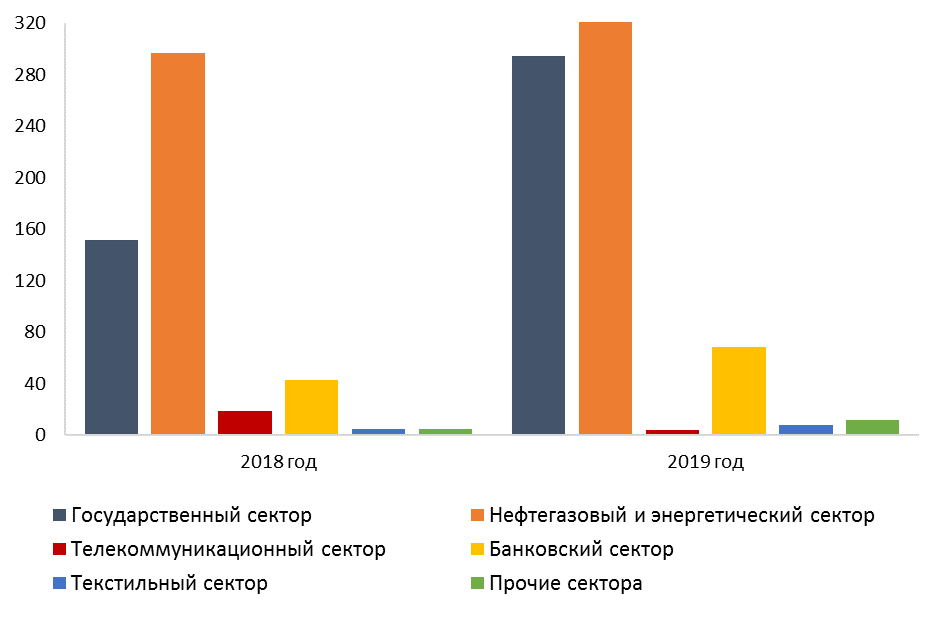 320
280
240
200
160
120
80
40
0
2018 год
2019 год
Государственный сектор
Нефтегазовый и энергетический сектор
Телекоммуникационный сектор
Банковский сектор
Текстильный сектор
Прочие сектора